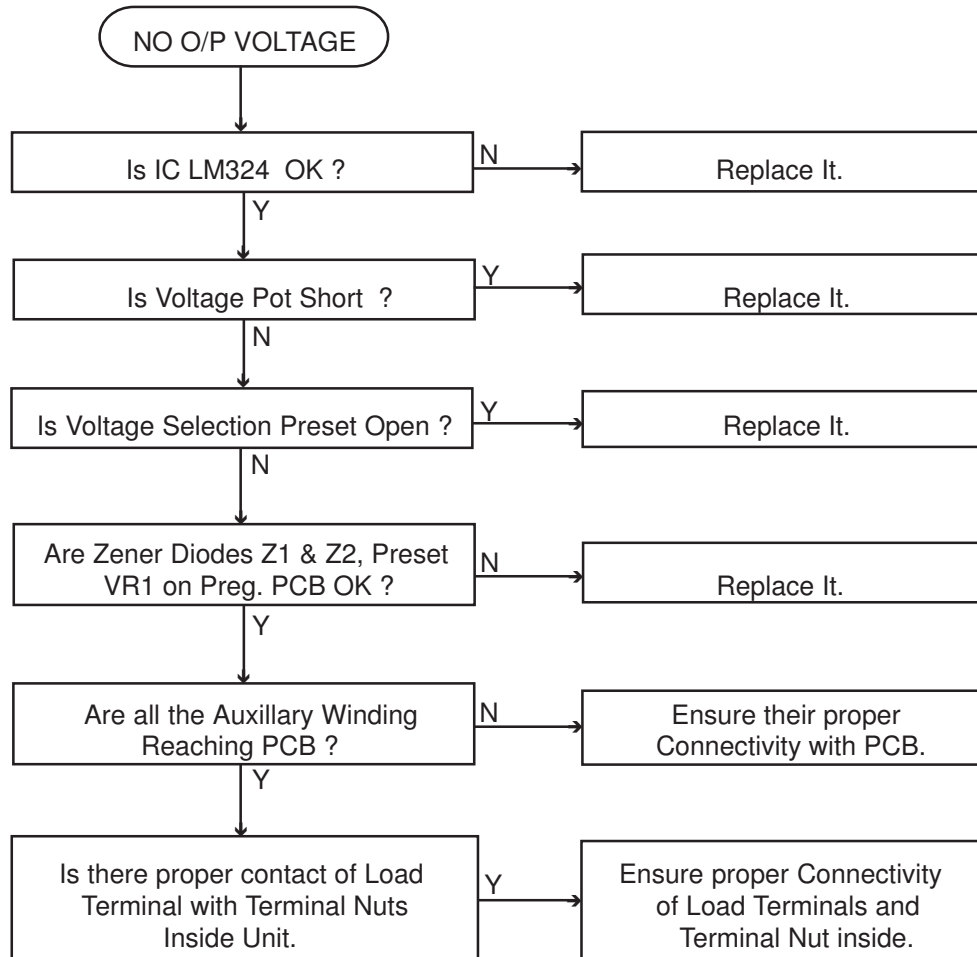 NO O/P VOLTAGE
Is IC LM324 OK ?
N
Replace It.
Y
Is Voltage Pot Short ?
Y
Replace It.
N
Is Voltage Selection Preset Open ?
Y
Replace It.
N
Are Zener Diodes Z1 & Z2, Preset
VR1 on Preg. PCB OK ?
N
Replace It.
Y
Are all the Auxillary Winding
Reaching PCB ?
N
Ensure their proper
Connectivity with PCB.
Y
Is there proper contact of Load
Terminal with Terminal Nuts
Inside Unit.
Y
Ensure proper Connectivity
of Load Terminals and
Terminal Nut inside.